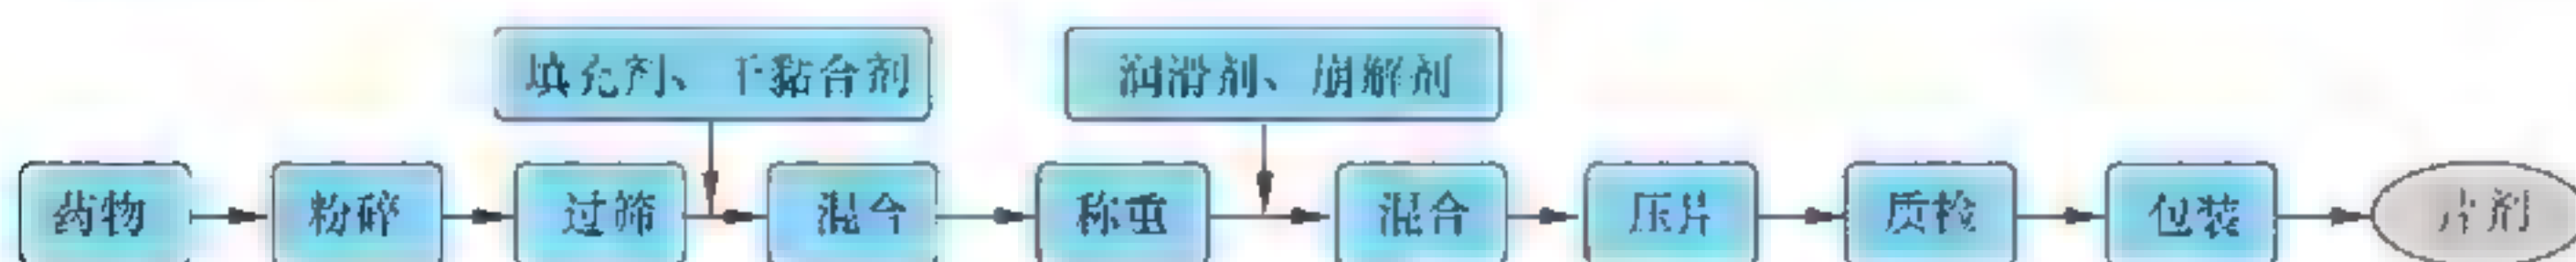 填充剂、干黏合剂
润滑剂、崩解剂
药物
粉碎
过筛
混合
称重
混合
压片
质检
包装
片剂